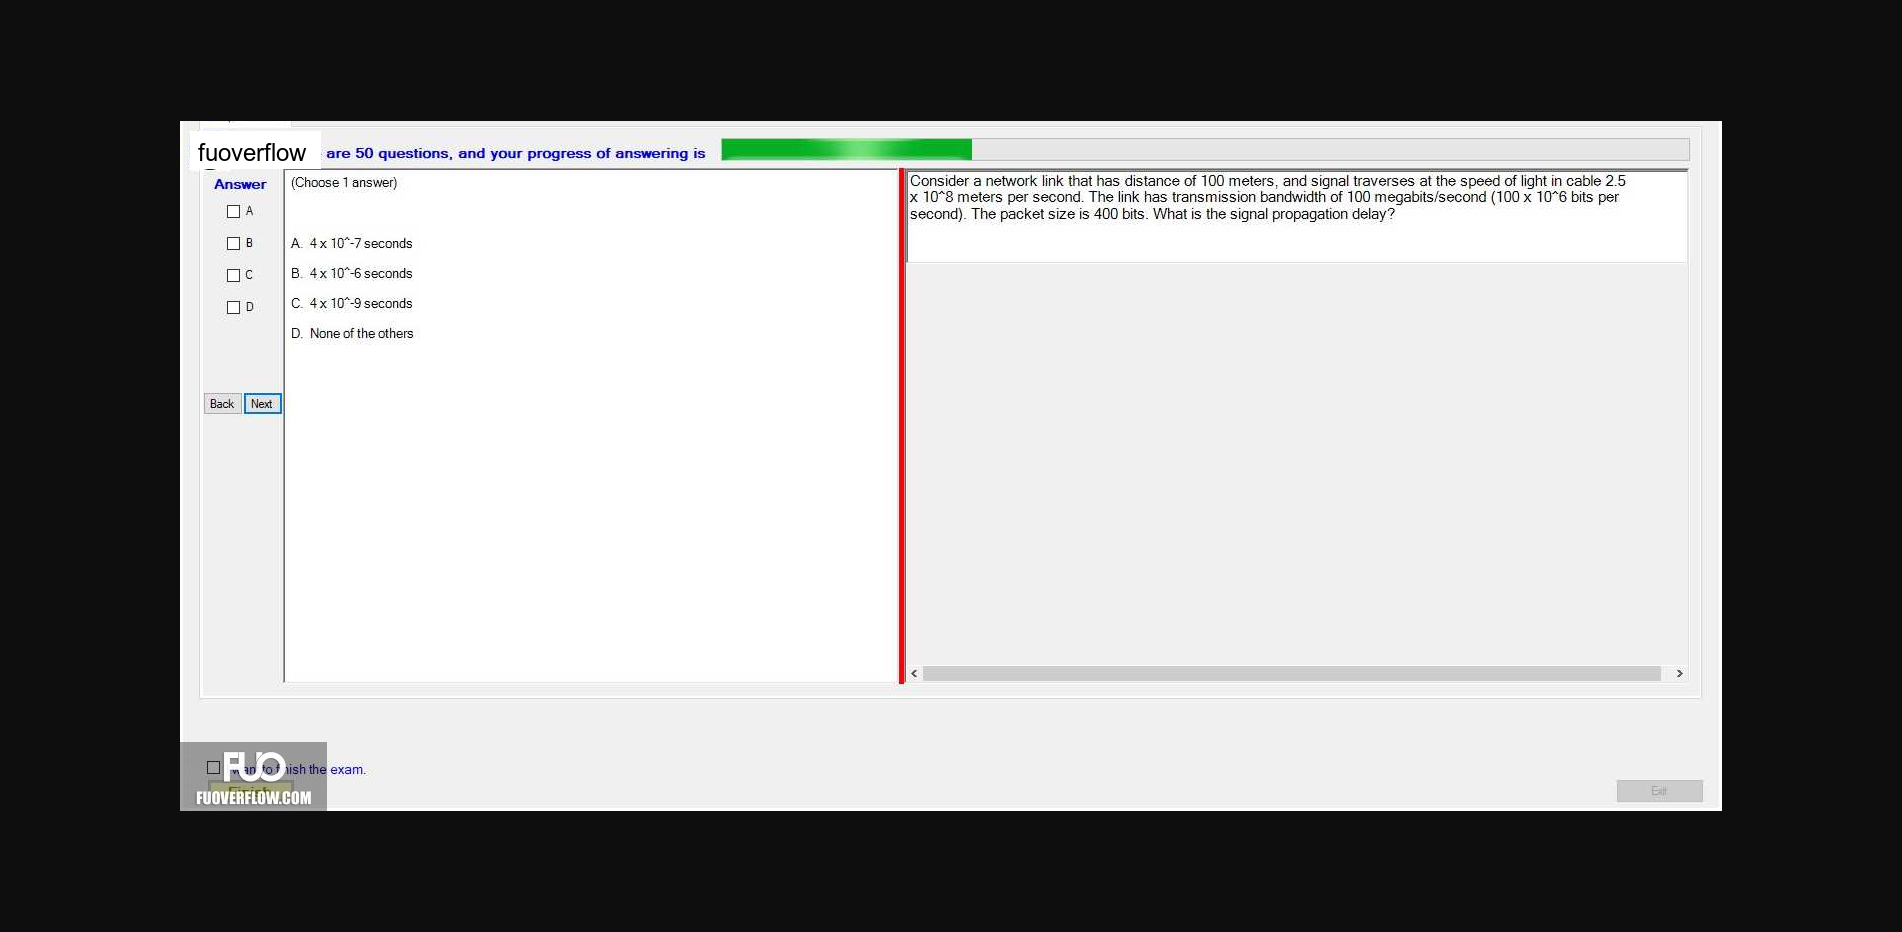 fuoverflow
are 50 questions, and your progress of answering is
Answer
A
B
C
D
Back Next
(Choose 1 answer)
A. 4 x 10^-7 seconds
B. 4 x 10^-6 seconds
C. 4 x 10^-9 seconds
D. None of the others
Consider a network link that has distance of 100 meters, and signal traverses at the speed of light in cable 2.5
x 10^8 meters per second. The link has transmission bandwidth of 100 megabits/second (100 x 10^6 bits per
second). The packet size is 400 bits. What is the signal propagation delay?
FUO
want to finish the exam.
Finish
FUOVERFLOW.COM
Exit